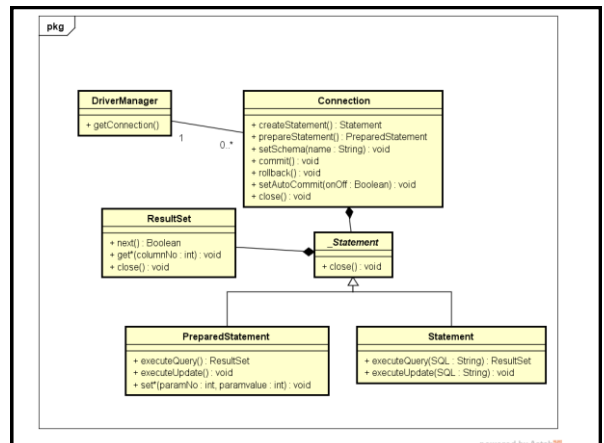 pkg
DriverManager
+ getConnection()
1
0..*
Connection
+ createStatement() : Statement
+ prepareStatement() : PreparedStatement
+ setSchema(name : String) : void
+ commit() : void
+ rollback() : void
+ setAutoCommit(onOff : Boolean) : void
+ close() : void
ResultSet
+ next() : Boolean
+ get*(columnNo : int) : void
+ close() : void
_Statement
+ close() : void
PreparedStatement
+ executeQuery() : ResultSet
+ executeUpdate() : void
+ set*(paramNo : int, paramvalue : int) : void
Statement
+ executeQuery(SQL : String) : ResultSet
+ executeUpdate(SQL : String) : void